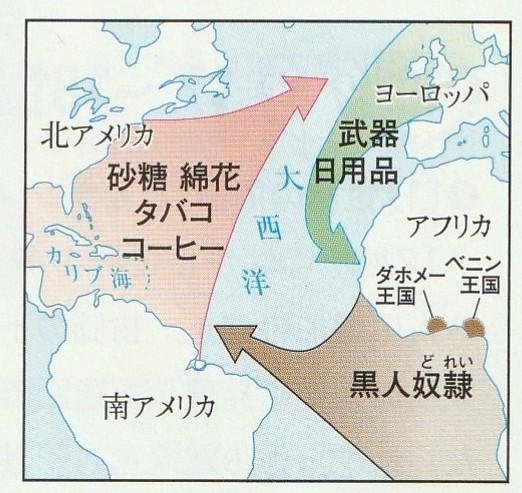 ヨーロッパ
北アメリカ
武器
日用品
砂糖 綿花
タバコ
コーヒー
大西洋
アフリカ
カリブ海
ダホメー
王国
ベニン
王国
どれい
黒人奴隷
南アメリカ